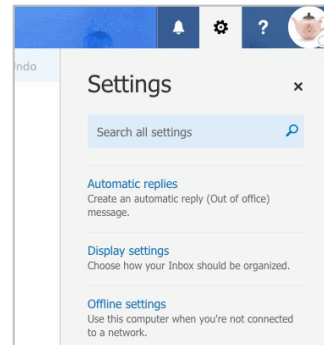 ?
Undo
Settings
×
Search all settings
Automatic replies
Create an automatic reply (Out of office)
message.
Display settings
Choose how your Inbox should be organized.
Offline settings
Use this computer when you're not connected
to a network.